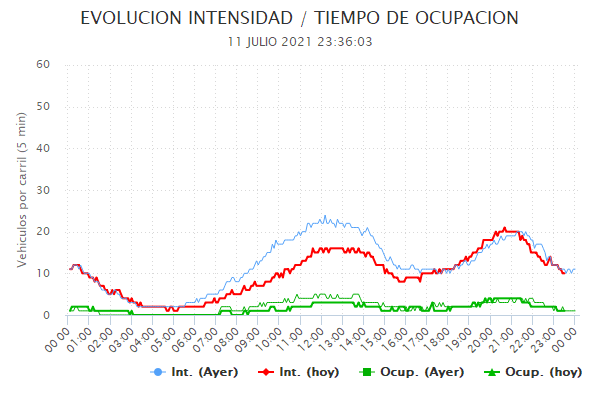 EVOLUCION INTENSIDAD / TIEMPO DE OCUPACION
11 JULIO 2021 23:36:03
Vehiculos por carril (5 min)
60
50
40
30
20
10
0
00:00 01:00 02:00 03:00 04:00 05:00 06:00 07:00 08:00 09:00 10:00 11:00 12:00 13:00 14:00 15:00 16:00 17:00 18:00 19:00 20:00 21:00 22:00 23:00 00:00
Int. (Ayer) Int. (hoy) Ocup. (Ayer) Ocup. (hoy)